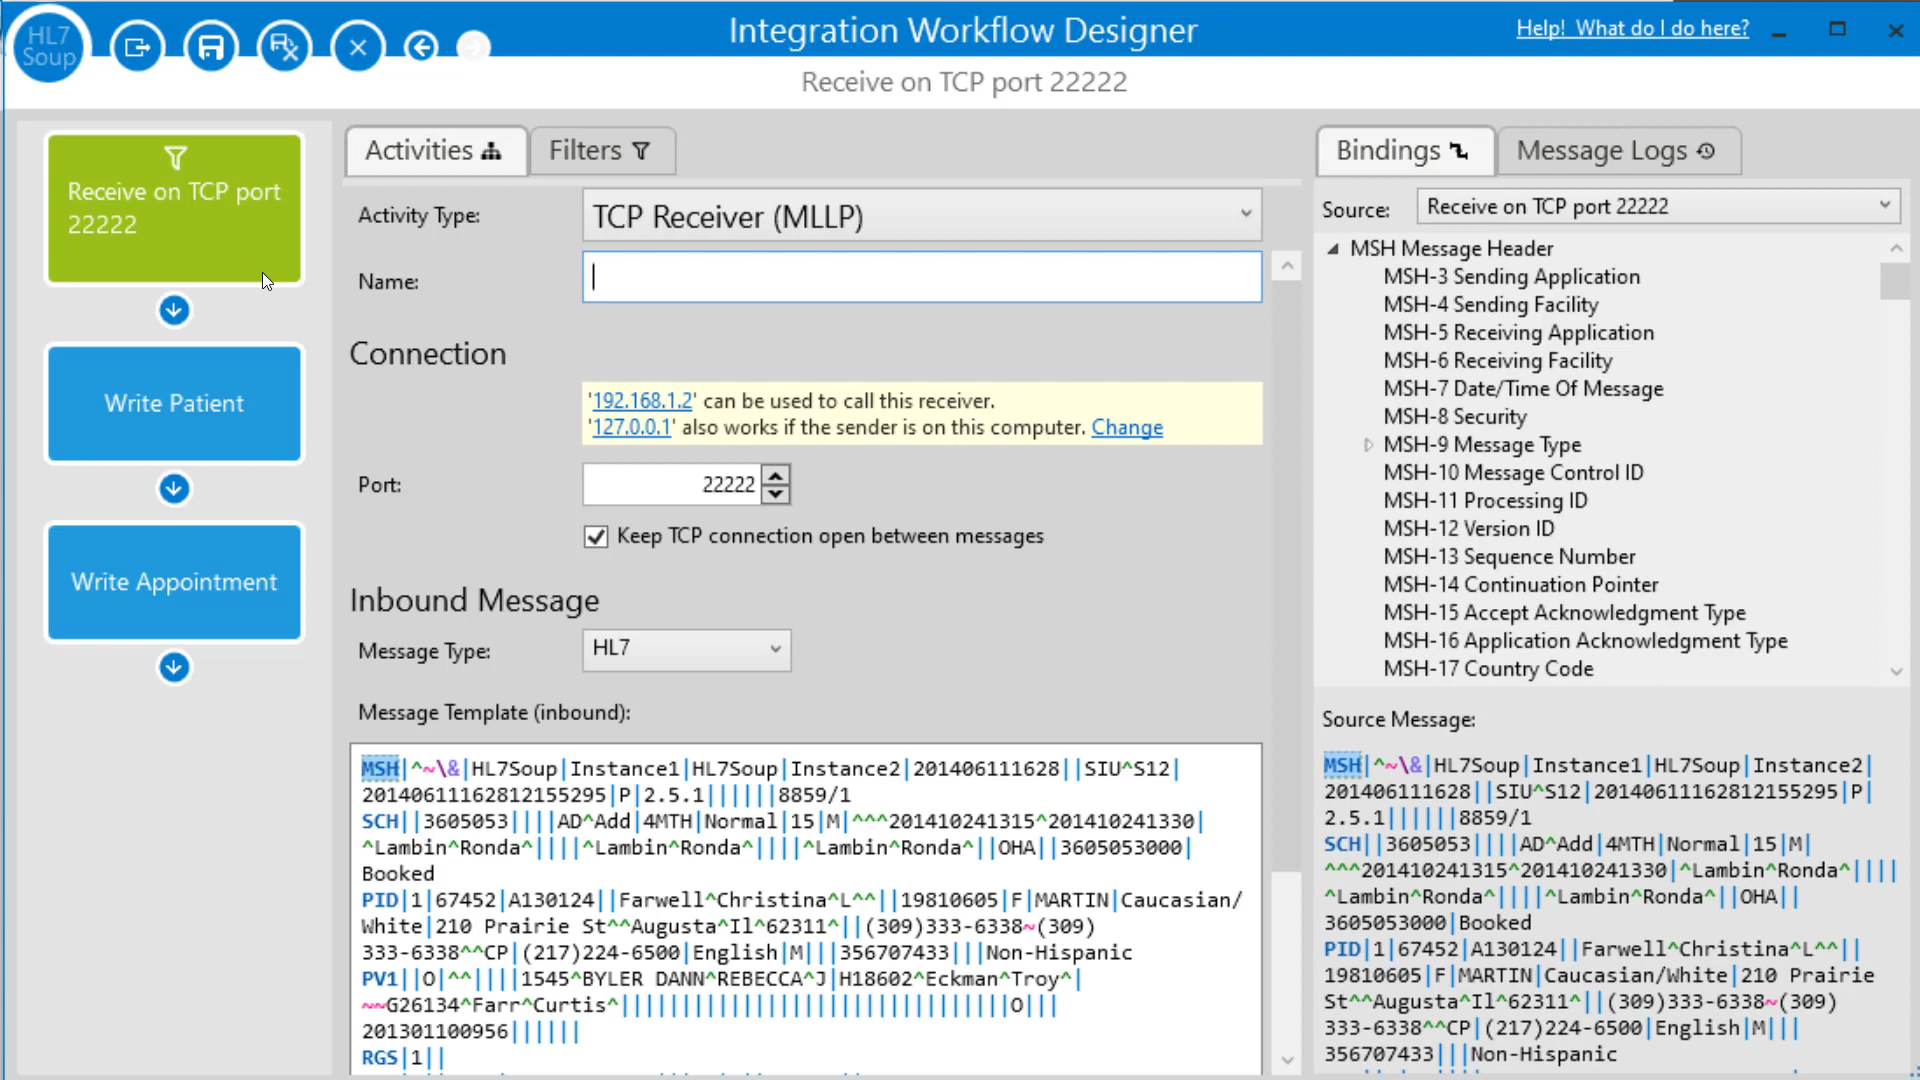 HL7
Soup
Integration Workflow Designer
Help!  What do I do here?
Receive on TCP port 22222
Receive on TCP port
22222
Write Patient
Write Appointment
Activities
Filters
Activity Type:
TCP Receiver (MLLP)
Name:
Connection
'192.168.1.2' can be used to call this receiver.
'127.0.0.1' also works if the sender is on this computer. Change
Port:
22222
Keep TCP connection open between messages
Inbound Message
Message Type:
HL7
Message Template (inbound):
MSH|^~\&|HL7Soup|Instance1|HL7Soup|Instance2|201406111628||SIU^S12|
20140611162812155295|P|2.5.1||||||8859/1
SCH||3605053||||AD^Add|4MTH|Normal|15|M|^^^201410241315^201410241330|
^Lambin^Ronda^||||^Lambin^Ronda^||||^Lambin^Ronda^||OHA||3605053000|
Booked
PID|1|67452|A130124||Farwell^Christina^L^^||19810605|F|MARTIN|Caucasian/
White|210 Prairie St^^Augusta^Il^62311^||(309)333-6338~(309)
333-6338^^CP|(217)224-6500|English|M|||356707433|||Non-Hispanic
PV1||O|^^||||1545^BYLER DANN^REBECCA^J|H18602^Eckman^Troy^|
~~G26134^Farr^Curtis^||||||||||||||||||||||||||||O|||
201301100956||||||
RGS|1||
Bindings
Message Logs
Source:
Receive on TCP port 22222
MSH Message Header
MSH-3 Sending Application
MSH-4 Sending Facility
MSH-5 Receiving Application
MSH-6 Receiving Facility
MSH-7 Date/Time Of Message
MSH-8 Security
MSH-9 Message Type
MSH-10 Message Control ID
MSH-11 Processing ID
MSH-12 Version ID
MSH-13 Sequence Number
MSH-14 Continuation Pointer
MSH-15 Accept Acknowledgment Type
MSH-16 Application Acknowledgment Type
MSH-17 Country Code
Source Message:
MSH|^~\&|HL7Soup|Instance1|HL7Soup|Instance2|
201406111628||SIU^S12|20140611162812155295|P|
2.5.1||||||8859/1
SCH||3605053||||AD^Add|4MTH|Normal|15|M|
^^^201410241315^201410241330|^Lambin^Ronda^||||
^Lambin^Ronda^||||^Lambin^Ronda^||OHA||
3605053000|Booked
PID|1|67452|A130124||Farwell^Christina^L^^||
19810605|F|MARTIN|Caucasian/White|210 Prairie
St^^Augusta^Il^62311^||(309)333-6338~(309)
333-6338^^CP|(217)224-6500|English|M|||
356707433|||Non-Hispanic